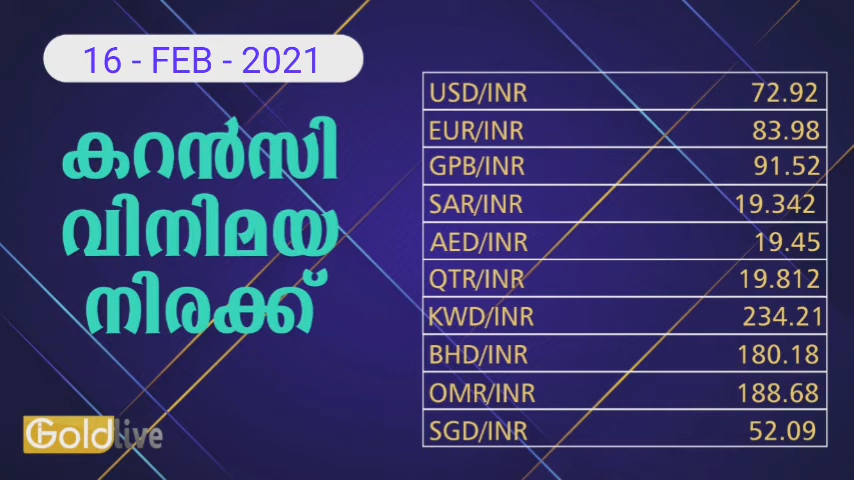 16 - FEB - 2021
കറൻസി
വിനിമയ
നിരക്ക്
USD/INR 72.92
EUR/INR 83.98
GPB/INR 91.52
SAR/INR 19.342
AED/INR 19.45
QTR/INR 19.812
KWD/INR 234.21
BHD/INR 180.18
OMR/INR 188.68
SGD/INR 52.09
Goldlive